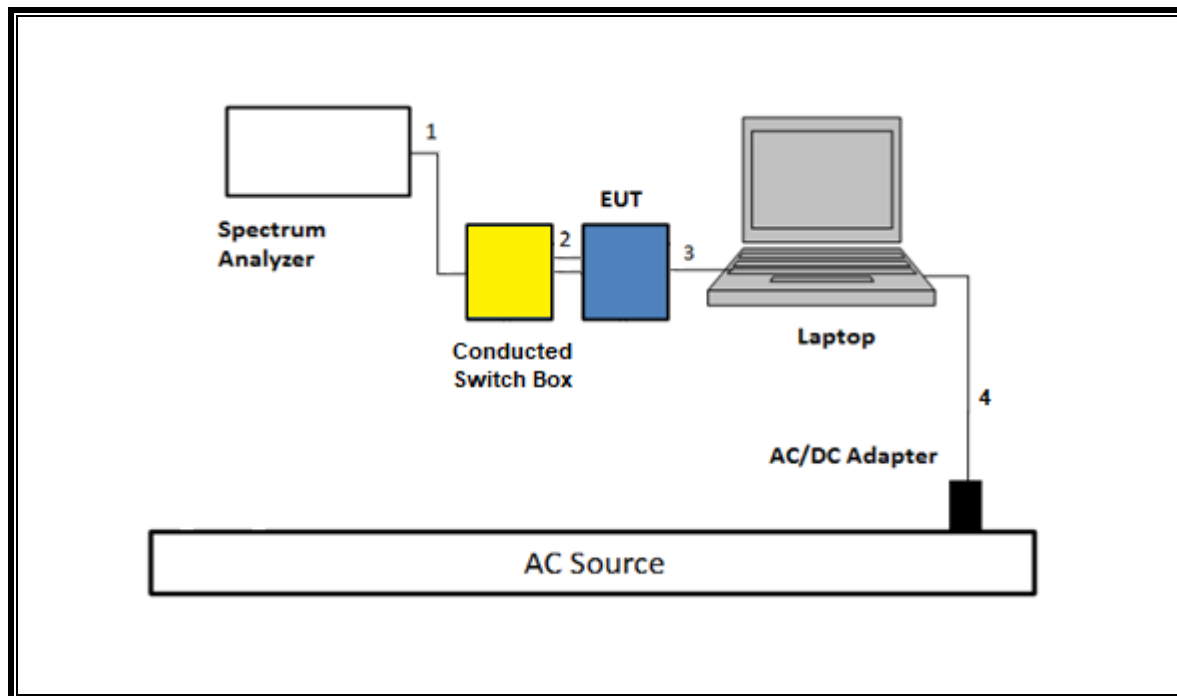 1
Spectrum
Analyzer
2
EUT
3
Conducted
Switch Box
Laptop
4
AC/DC Adapter
AC Source